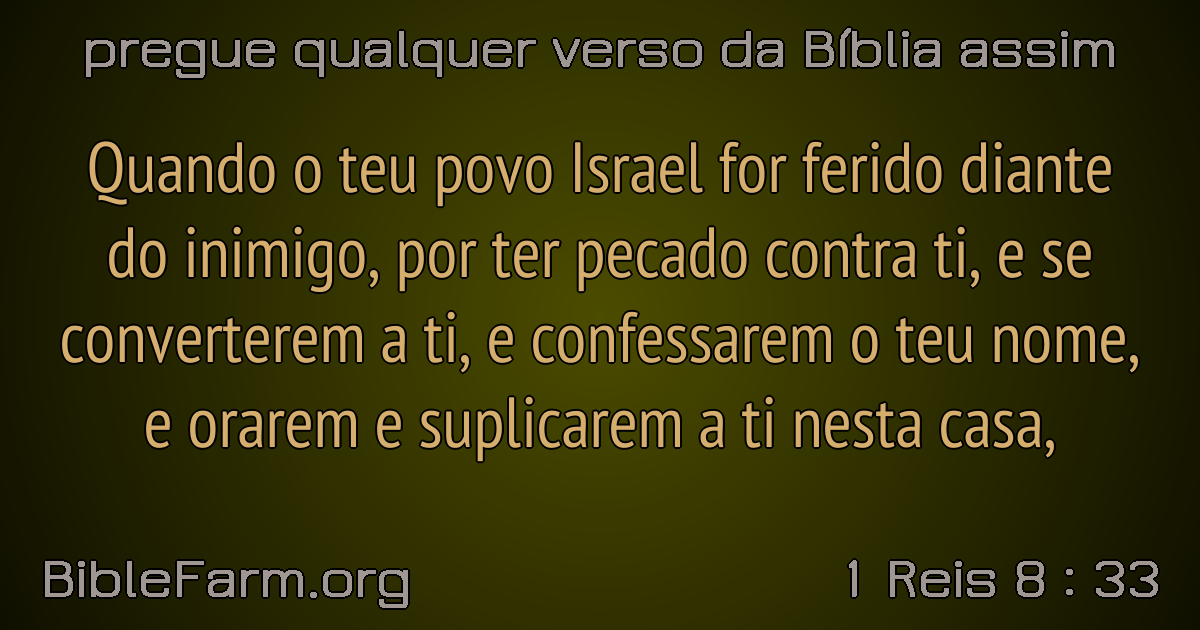 pregue qualquer verso da Bíblia assim
Quando o teu povo Israel for ferido diante
do inimigo, por ter pecado contra ti, e se
converterem a ti, e confessarem o teu nome,
e orarem e suplicarem a ti nesta casa,
BibleFarm.org
1 Reis 8 : 33